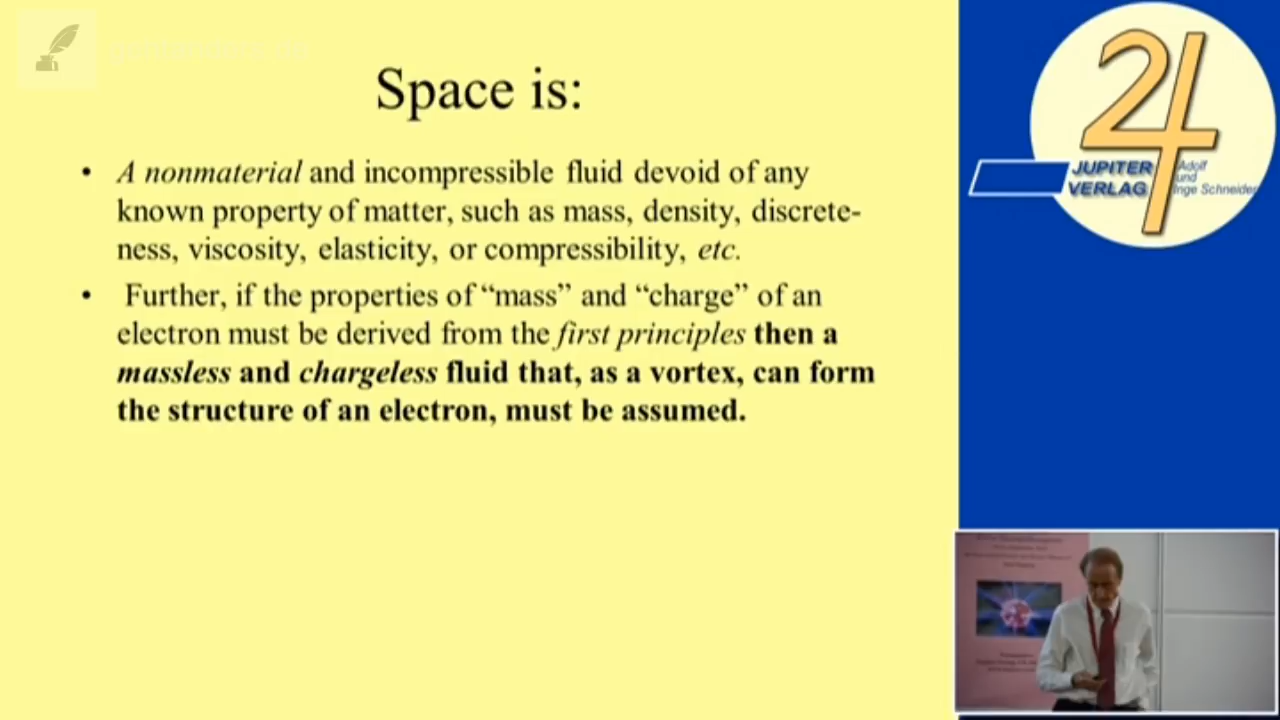 Space is:
• A nonmaterial and incompressible fluid devoid of any
known property of matter, such as mass, density, discrete-
ness, viscosity, elasticity, or compressibility, etc.
• Further, if the properties of “mass” and “charge” of an
electron must be derived from the first principles then a
massless and chargeless fluid that, as a vortex, can form
the structure of an electron, must be assumed.
JUPITER
VERLAG
Adolf
und
Inge Schneider